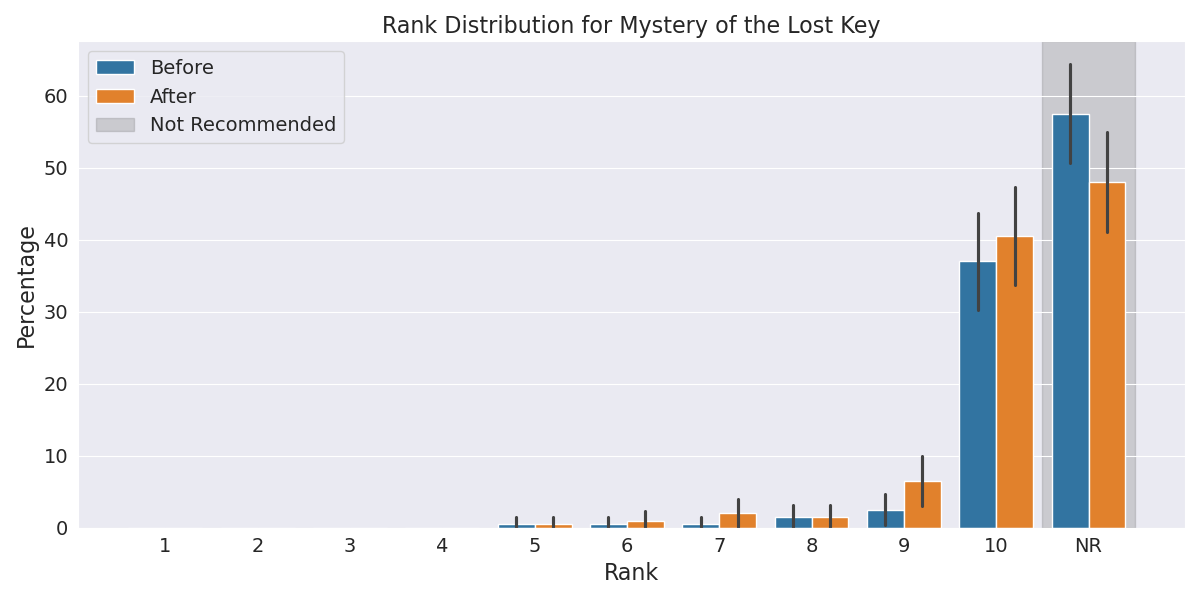 Rank Distribution for Mystery of the Lost Key
Before
After
Not Recommended
Percentage
60
50
40
30
20
10
0
1 2 3 4 5 6 7 8 9 10 NR
Rank